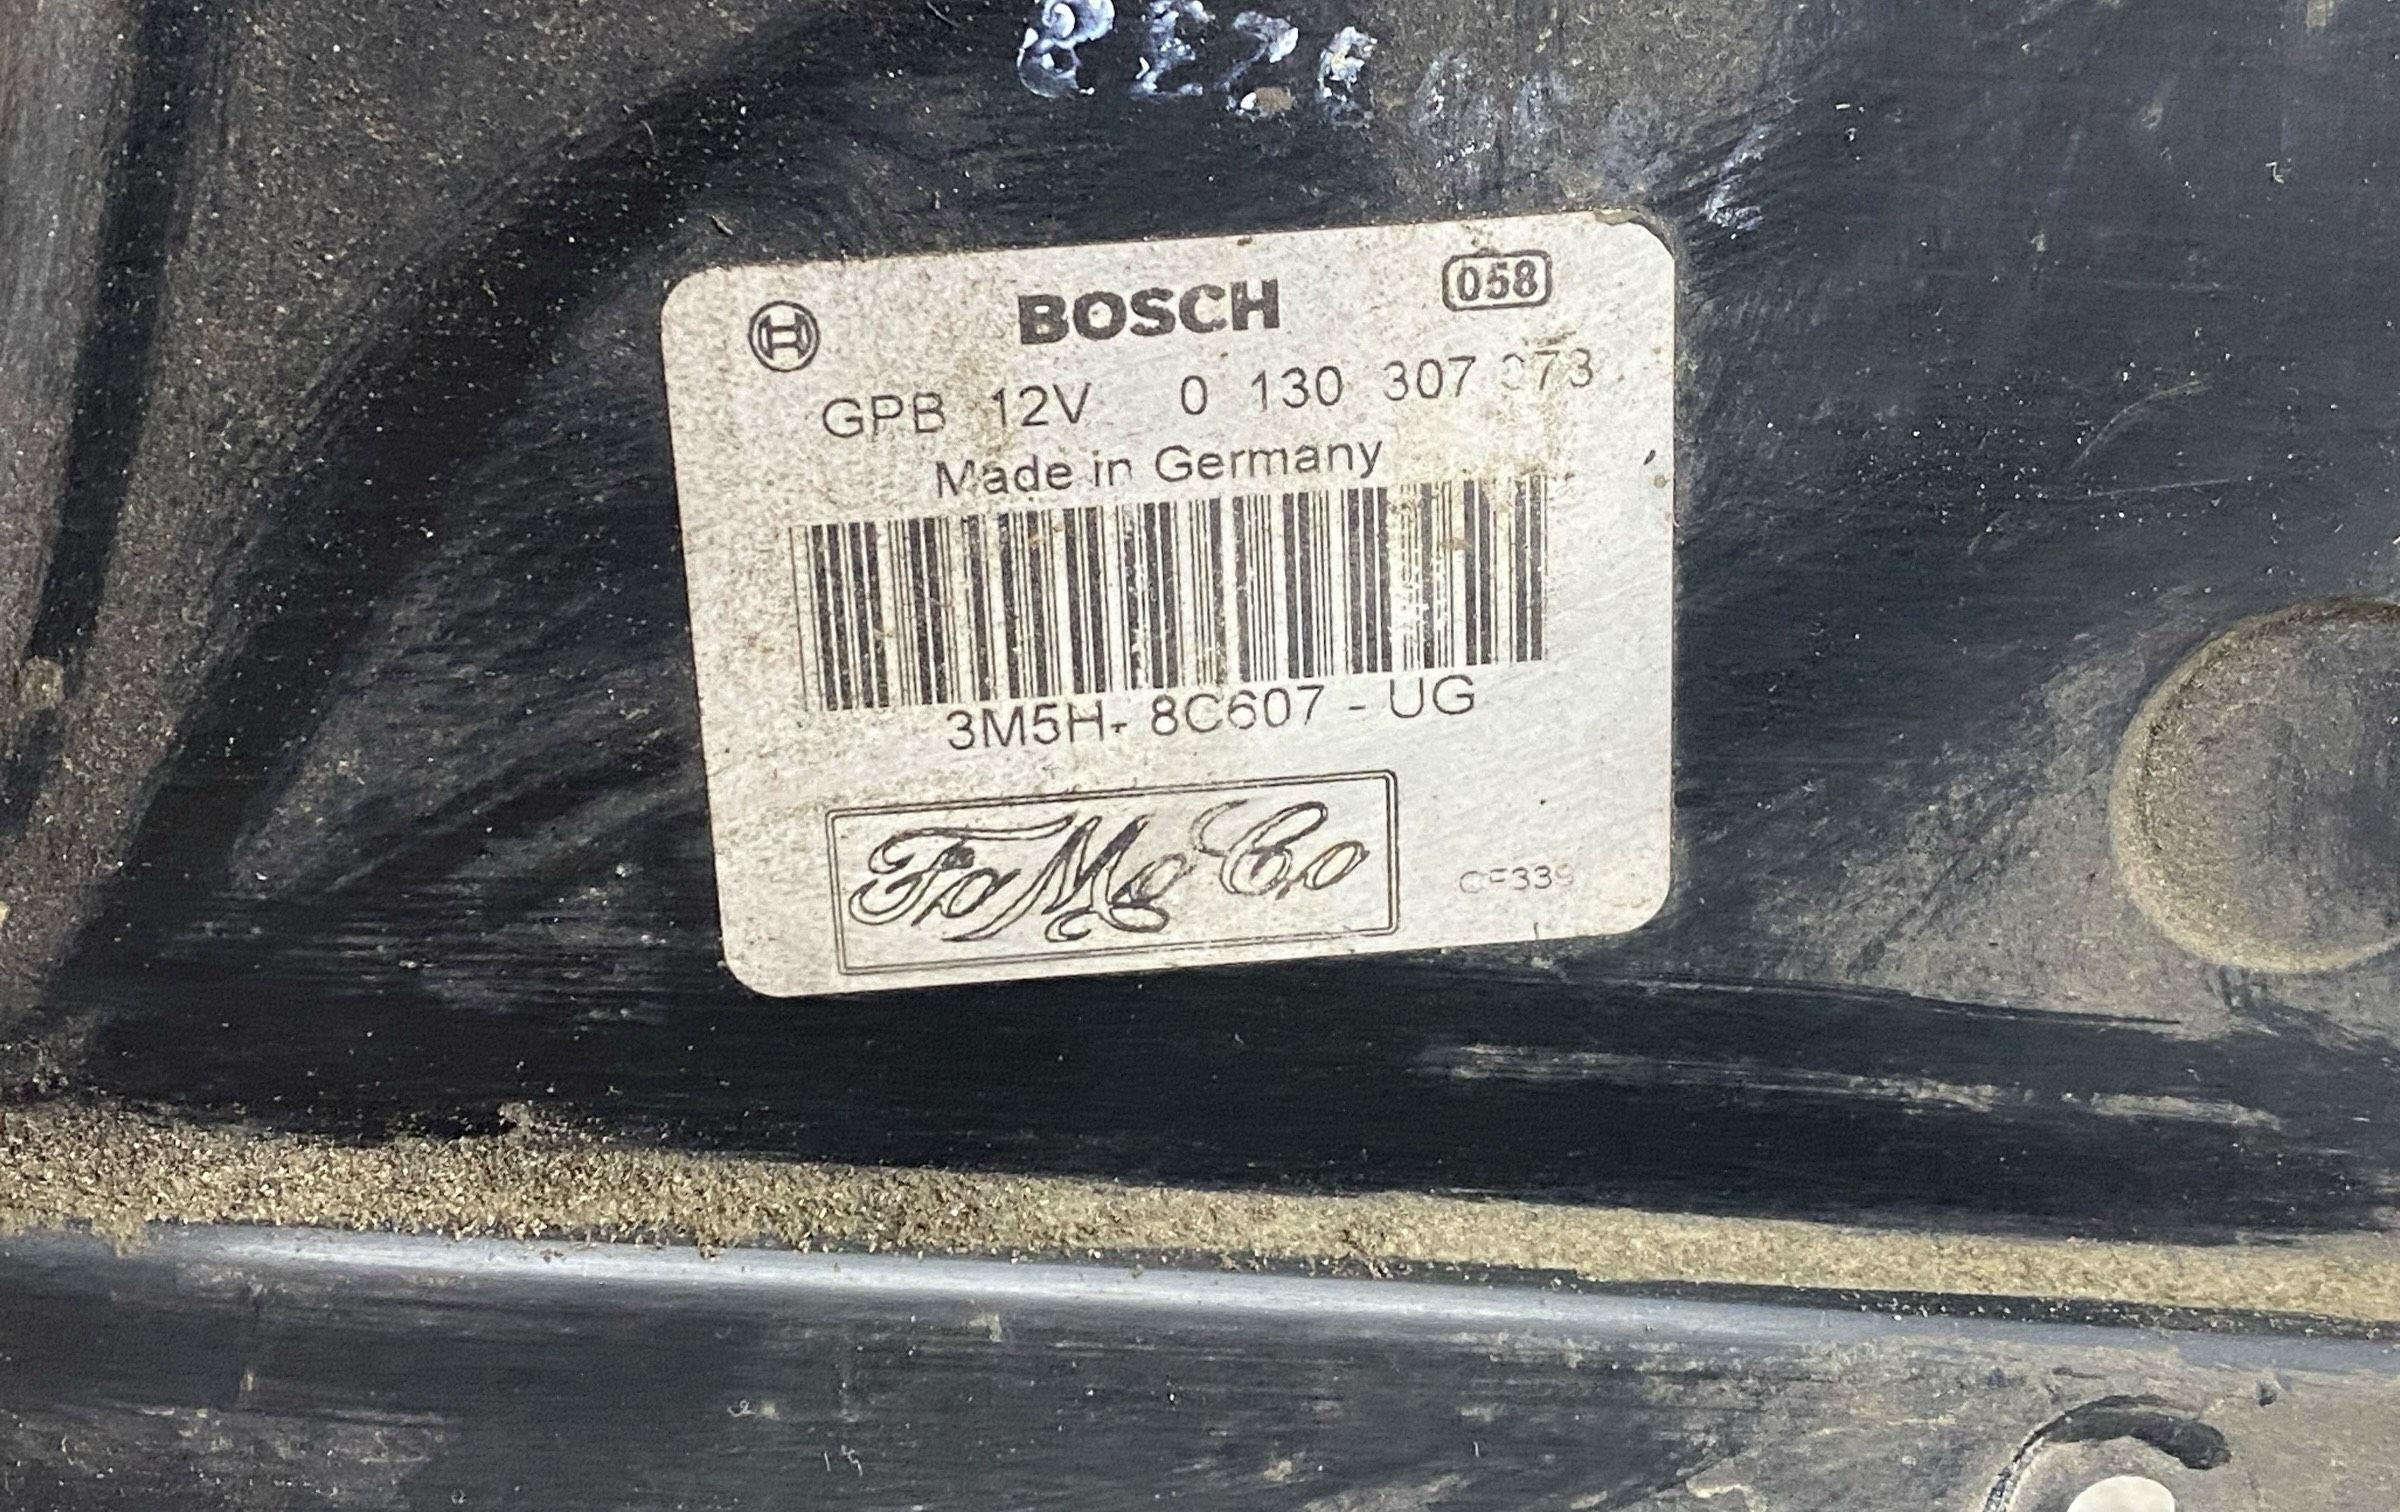 BOSCH 058
GPB 12V 0 130 307
Made in Germany
3M5H- 8C607 - UG
FoMoCo